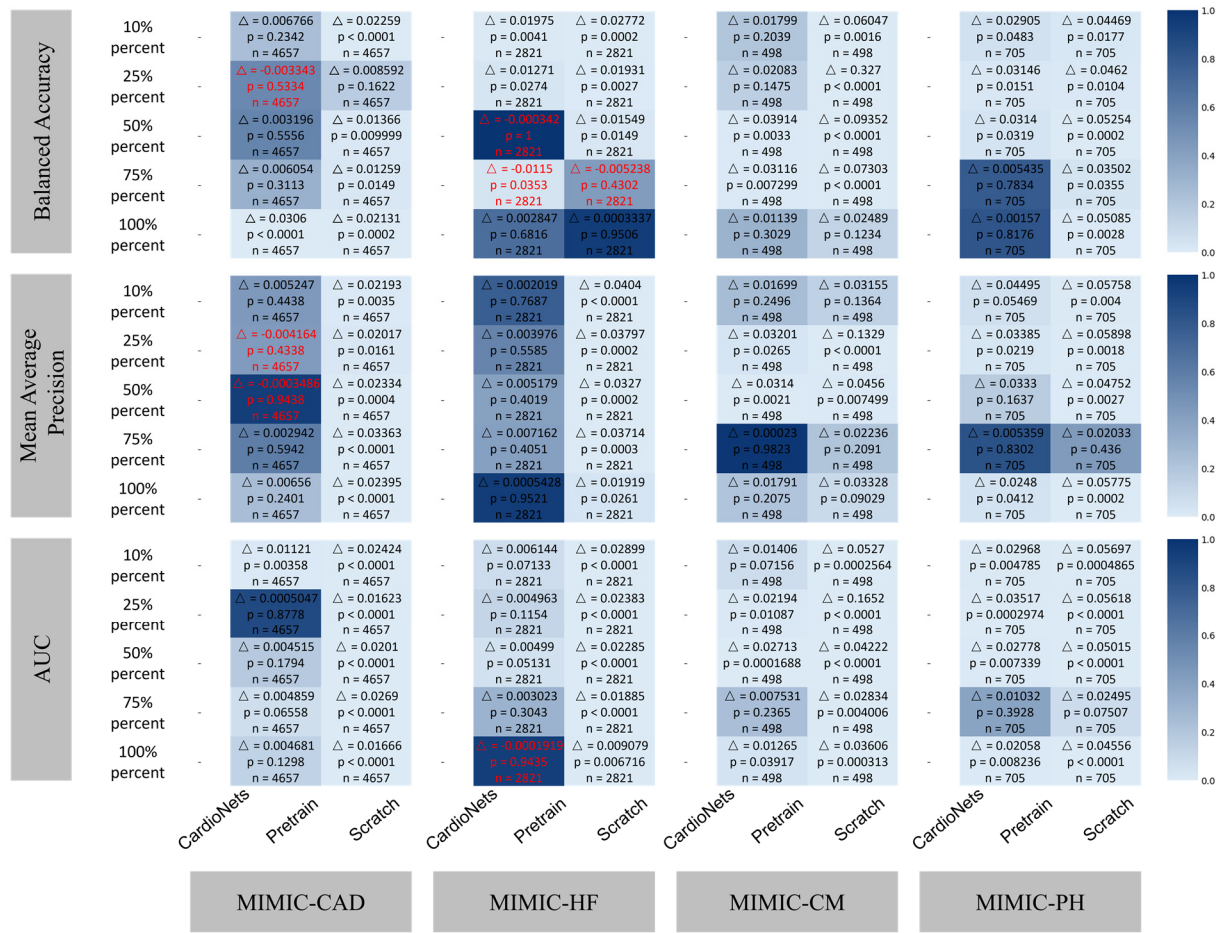 Balanced Accuracy
10% percent
- △ = 0.006766 △ = 0.02259 - △ = 0.01975 △ = 0.02772 - △ = 0.01799 △ = 0.06047 - △ = 0.02905 △ = 0.04469
p = 0.2342 p < 0.0001 p = 0.0041 p = 0.0002 p = 0.2039 p = 0.0016 p = 0.0483 p = 0.0177
n = 4657 n = 4657 n = 2821 n = 2821 n = 498 n = 498 n = 705 n = 705
25% percent
- △ = -0.003343 △ = 0.008592 - △ = 0.01271 △ = 0.01931 - △ = 0.02083 △ = 0.327 - △ = 0.03146 △ = 0.0462
p = 0.5334 p = 0.1622 p = 0.0274 p = 0.0027 p = 0.1475 p < 0.0001 p = 0.0151 p = 0.0104
n = 4657 n = 4657 n = 2821 n = 2821 n = 498 n = 498 n = 705 n = 705
50% percent
- △ = 0.003196 △ = 0.01366 - △ = -0.000342 △ = 0.01549 - △ = 0.03914 △ = 0.09352 - △ = 0.0314 △ = 0.05254
p = 0.5556 p = 0.009999 p = 1 p = 0.0149 p = 0.0033 p < 0.0001 p = 0.0319 p = 0.0002
n = 4657 n = 4657 n = 2821 n = 2821 n = 498 n = 498 n = 705 n = 705
75% percent
- △ = 0.006054 △ = 0.01259 - △ = -0.0115 △ = -0.005238 - △ = 0.03116 △ = 0.07303 - △ = 0.005435 △ = 0.03502
p = 0.3113 p = 0.0149 p = 0.0353 p = 0.4302 p = 0.007299 p < 0.0001 p = 0.7834 p = 0.0355
n = 4657 n = 4657 n = 2821 n = 2821 n = 498 n = 498 n = 705 n = 705
100% percent
- △ = 0.0306 △ = 0.02131 - △ = 0.002847 △ = 0.0003337 - △ = 0.01139 △ = 0.02489 - △ = 0.00157 △ = 0.05085
p < 0.0001 p = 0.0002 p = 0.6816 p = 0.9506 p = 0.3029 p = 0.1234 p = 0.8176 p = 0.0028
n = 4657 n = 4657 n = 2821 n = 2821 n = 498 n = 498 n = 705 n = 705
1.0
0.8
0.6
0.4
0.2
0.0
Mean Average
Precision
10% percent
- △ = 0.005247 △ = 0.02193 - △ = 0.002019 △ = 0.0404 - △ = 0.01699 △ = 0.03155 - △ = 0.04495 △ = 0.05758
p = 0.4438 p = 0.0035 p = 0.7687 p < 0.0001 p = 0.2496 p = 0.1364 p = 0.05469 p = 0.004
n = 4657 n = 4657 n = 2821 n = 2821 n = 498 n = 498 n = 705 n = 705
25% percent
- △ = -0.004164 △ = 0.02017 - △ = 0.003976 △ = 0.03797 - △ = 0.03201 △ = 0.1329 - △ = 0.03385 △ = 0.05898
p = 0.4338 p = 0.0161 p = 0.5585 p = 0.0002 p = 0.0265 p < 0.0001 p = 0.0219 p = 0.0018
n = 4657 n = 4657 n = 2821 n = 2821 n = 498 n = 498 n = 705 n = 705
50% percent
- △ = -0.0003486 △ = 0.02334 - △ = 0.005179 △ = 0.0327 - △ = 0.0314 △ = 0.0456 - △ = 0.0333 △ = 0.04752
p = 0.9438 p = 0.0004 p = 0.4019 p = 0.0002 p = 0.0021 p = 0.007499 p = 0.1637 p = 0.0027
n = 4657 n = 4657 n = 2821 n = 2821 n = 498 n = 498 n = 705 n = 705
75% percent
- △ = 0.002942 △ = 0.03363 - △ = 0.007162 △ = 0.03714 - △ = 0.00023 △ = 0.02236 - △ = 0.005359 △ = 0.02033
p = 0.5942 p < 0.0001 p = 0.4051 p = 0.0003 p = 0.9823 p = 0.2091 p = 0.8302 p = 0.436
n = 4657 n = 4657 n = 2821 n = 2821 n = 498 n = 498 n = 705 n = 705
100% percent
- △ = 0.00656 △ = 0.02395 - △ = 0.0005428 △ = 0.01919 - △ = 0.01791 △ = 0.03328 - △ = 0.0248 △ = 0.05775
p = 0.2401 p < 0.0001 p = 0.9521 p = 0.0261 p = 0.2075 p = 0.09029 p = 0.0412 p = 0.0002
n = 4657 n = 4657 n = 2821 n = 2821 n = 498 n = 498 n = 705 n = 705
1.0
0.8
0.6
0.4
0.2
0.0
AUC
10% percent
- △ = 0.01121 △ = 0.02424 - △ = 0.006144 △ = 0.02899 - △ = 0.01406 △ = 0.0527 - △ = 0.02968 △ = 0.05697
p = 0.00358 p < 0.0001 p = 0.07133 p < 0.0001 p = 0.07156 p = 0.0002564 p = 0.004785 p = 0.0004865
n = 4657 n = 4657 n = 2821 n = 2821 n = 498 n = 498 n = 705 n = 705
25% percent
- △ = 0.0005047 △ = 0.01623 - △ = 0.004963 △ = 0.02383 - △ = 0.02194 △ = 0.1652 - △ = 0.03517 △ = 0.05618
p = 0.8778 p < 0.0001 p = 0.1154 p < 0.0001 p = 0.01087 p < 0.0001 p = 0.0002974 p < 0.0001
n = 4657 n = 4657 n = 2821 n = 2821 n = 498 n = 498 n = 705 n = 705
50% percent
- △ = 0.004515 △ = 0.0201 - △ = 0.00499 △ = 0.02285 - △ = 0.02713 △ = 0.04222 - △ = 0.02778 △ = 0.05015
p = 0.1794 p < 0.0001 p = 0.05131 p < 0.0001 p = 0.0001688 p < 0.0001 p = 0.007339 p < 0.0001
n = 4657 n = 4657 n = 2821 n = 2821 n = 498 n = 498 n = 705 n = 705
75% percent
- △ = 0.004859 △ = 0.0269 - △ = 0.003023 △ = 0.01885 - △ = 0.007531 △ = 0.02834 - △ = 0.01032 △ = 0.02495
p = 0.06558 p < 0.0001 p = 0.3043 p < 0.0001 p = 0.2365 p = 0.004006 p = 0.3928 p = 0.07507
n = 4657 n = 4657 n = 2821 n = 2821 n = 498 n = 498 n = 705 n = 705
100% percent
- △ = 0.004681 △ = 0.01666 - △ = -0.0001919 △ = 0.009079 - △ = 0.01265 △ = 0.03606 - △ = 0.02058 △ = 0.04556
p = 0.1298 p < 0.0001 p = 0.9435 p = 0.006716 p = 0.03917 p = 0.000313 p = 0.008236 p < 0.0001
n = 4657 n = 4657 n = 2821 n = 2821 n = 498 n = 498 n = 705 n = 705
1.0
0.8
0.6
0.4
0.2
0.0
CardioNets Pretrain Scratch CardioNets Pretrain Scratch CardioNets Pretrain Scratch CardioNets Pretrain Scratch
MIMIC-CAD MIMIC-HF MIMIC-CM MIMIC-PH